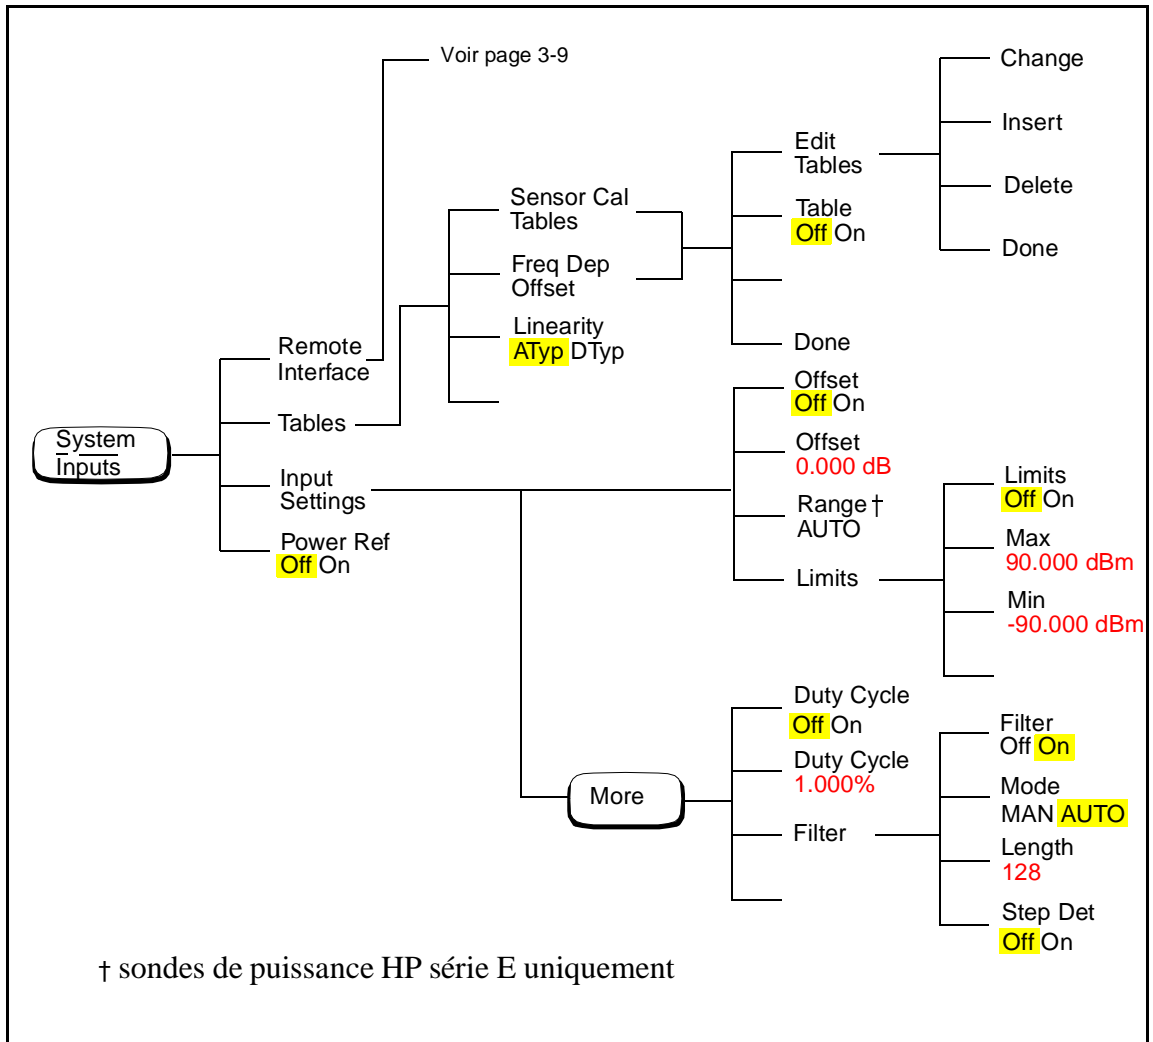 Voir page 3-9
Change
Insert
Delete
Done
Edit
Tables
Table
Off On
Done
Sensor Cal
Tables
Freq Dep
Offset
Linearity
ATyp DTyp
Remote
Interface
Tables
System
Inputs
Input
Settings
Power Ref
Off On
Offset
Off On
Offset
0.000 dB
Range †
AUTO
Limits
Limits
Off On
Max
90.000 dBm
Min
-90.000 dBm
More
Duty Cycle
Off On
Duty Cycle
1.000%
Filter
Filter
Off On
Mode
MAN AUTO
Length
128
Step Det
Off On
† sondes de puissance HP série E uniquement